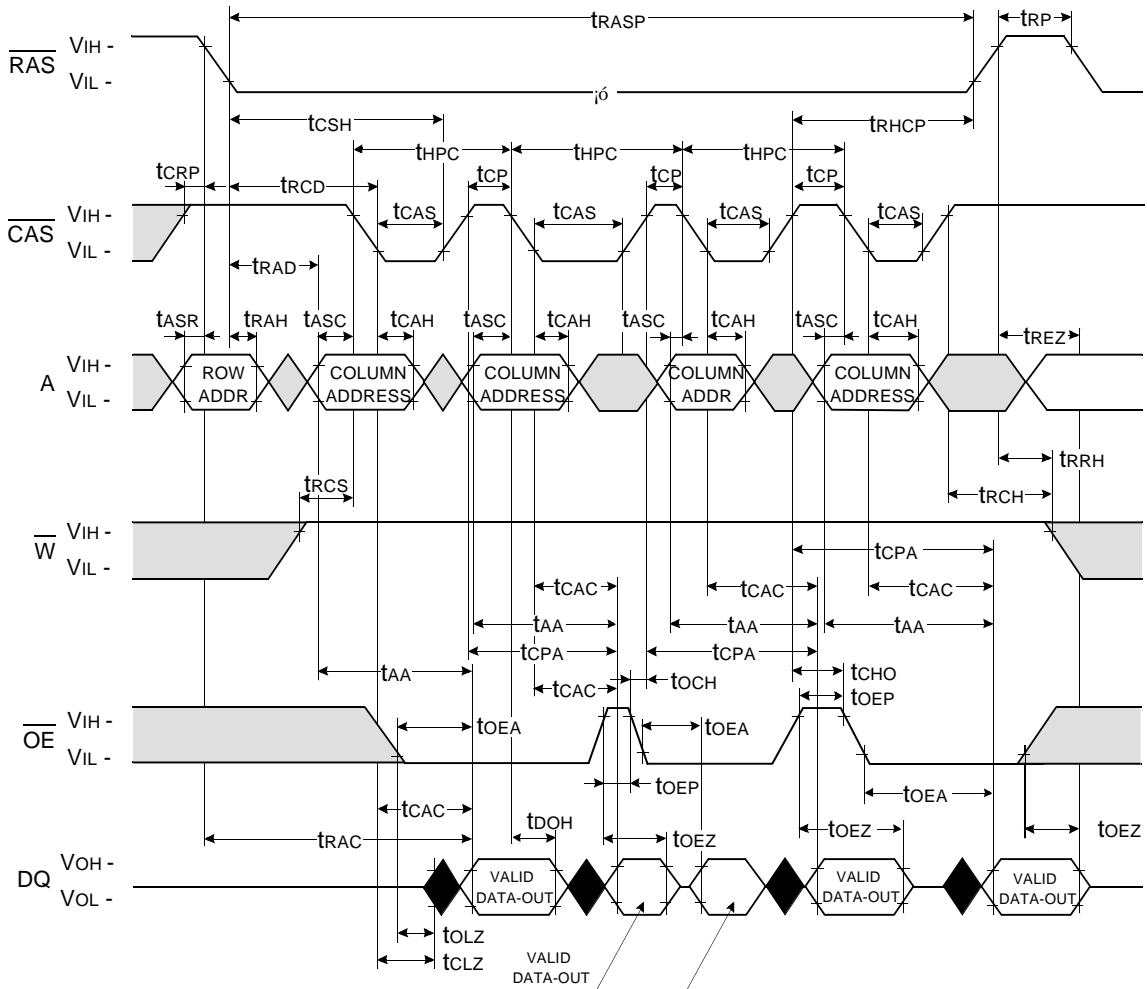 tRASP
tRP
RAS
VIH -
VIL -
¡ó
tCSH
tRHCP
tHPC
tHPC
tHPC
tCRP
tRCD
tCP
tCP
tCP
CAS
VIH -
VIL -
tCAS
tCAS
tCAS
tCAS
tRAD
tASR
tRAH
tASC
tCAH
tASC
tCAH
tASC
tCAH
tASC
tCAH
tREZ
A
VIH -
VIL -
ROW
ADDR
COLUMN
ADDRESS
COLUMN
ADDRESS
COLUMN
ADDR
COLUMN
ADDRESS
tRRH
tRCS
tRCH
W
VIH -
VIL -
tCPA
tCAC
tCAC
tCAC
tAA
tAA
tAA
tCPA
tCPA
tAA
tCAC
tOCH
tCHO
tOEP
OE
VIH -
VIL -
tOEA
tOEA
tOEP
tOEA
tCAC
tRAC
tDOH
tOEZ
tOEZ
tOEZ
DQ
VOH -
VOL -
VALID
DATA-OUT
VALID
DATA-OUT
VALID
DATA-OUT
tOLZ
tCLZ
VALID
DATA-OUT